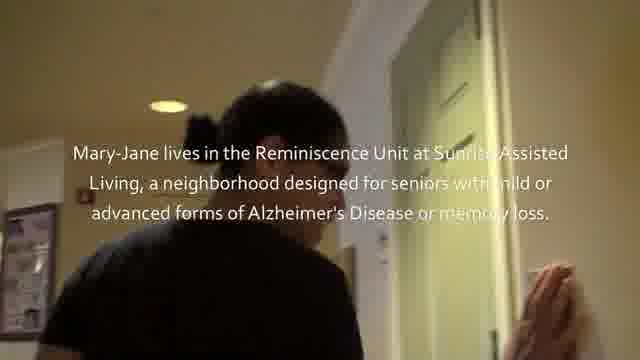 Mary-Jane lives in the Reminiscence Unit at Sunrise Assisted
Living, a neighborhood designed for seniors with mild or
advanced forms of Alzheimer's Disease or memory loss.